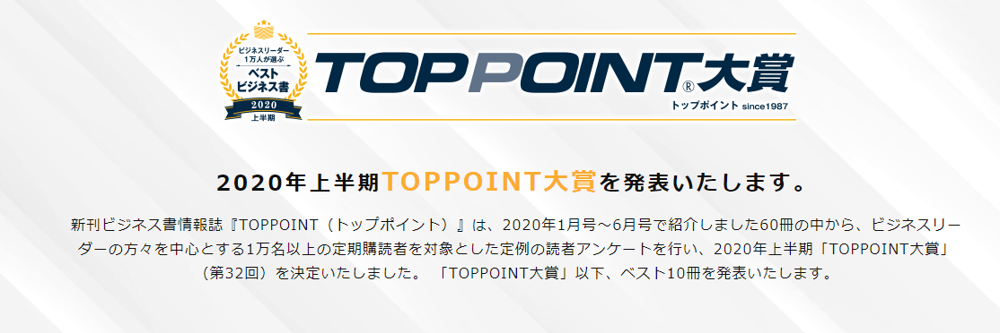 ビジネスリーダー
1万人が選ぶ
ベスト
ビジネス書
2020
上半期
TOPPOINT®大賞
トップポイント since1987
2020年上半期TOPPOINT大賞を発表いたします。
新刊ビジネス書情報誌『TOPPOINT（トップポイント）』は、2020年1月号～6月号で紹介しました60冊の中から、ビジネスリー
ダーの方々を中心とする1万名以上の定期購読者を対象とした定例の読者アンケートを行い、2020年上半期「TOPPOINT大賞」
（第32回）を決定いたしました。 「TOPPOINT大賞」以下、ベスト10冊を発表いたします。